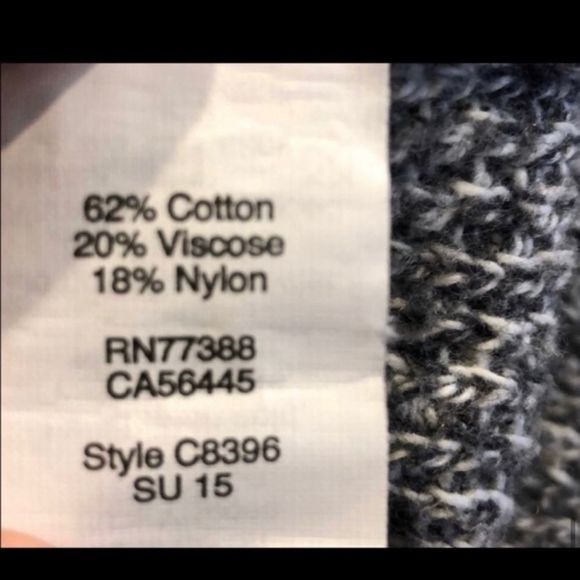 62% Cotton
20% Viscose
18% Nylon
RN77388
CA56445
Style C8396
SU 15